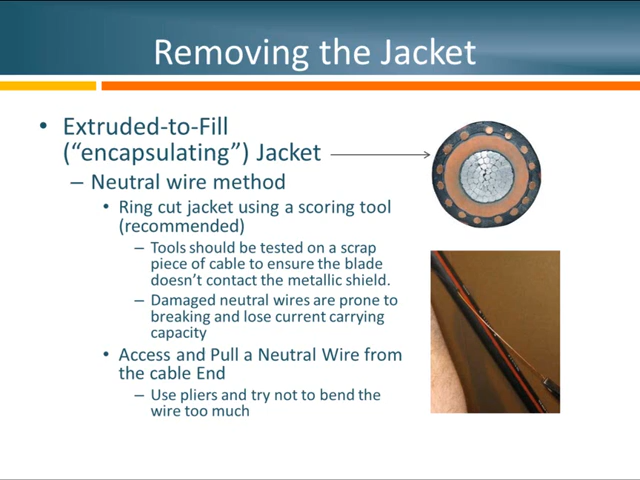 Removing the Jacket
• Extruded-to-Fill
(“encapsulating”) Jacket
– Neutral wire method
• Ring cut jacket using a scoring tool
(recommended)
– Tools should be tested on a scrap
piece of cable to ensure the blade
doesn’t contact the metallic shield.
– Damaged neutral wires are prone to
breaking and lose current carrying
capacity
• Access and Pull a Neutral Wire from
the cable End
– Use pliers and try not to bend the
wire too much